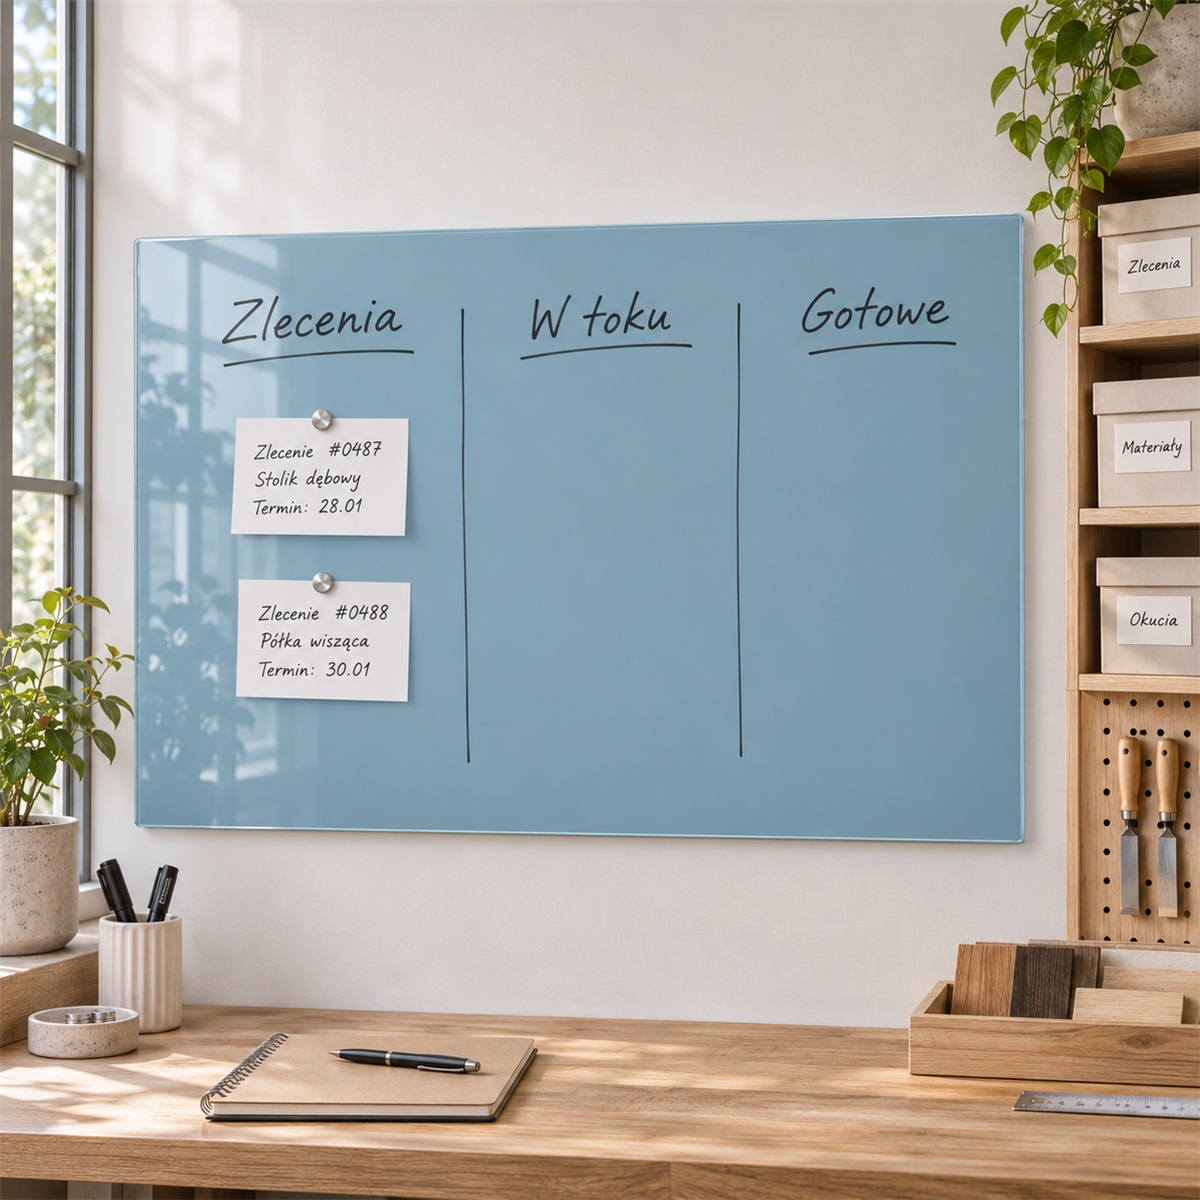 Zlecenia
W toku
Gotowe
Zlecenie #0487
Stolik dębowy
Termin: 28.01
Zlecenie #0488
Półka wisząca
Termin: 30.01
Zlecenia
Materiały
Okucia